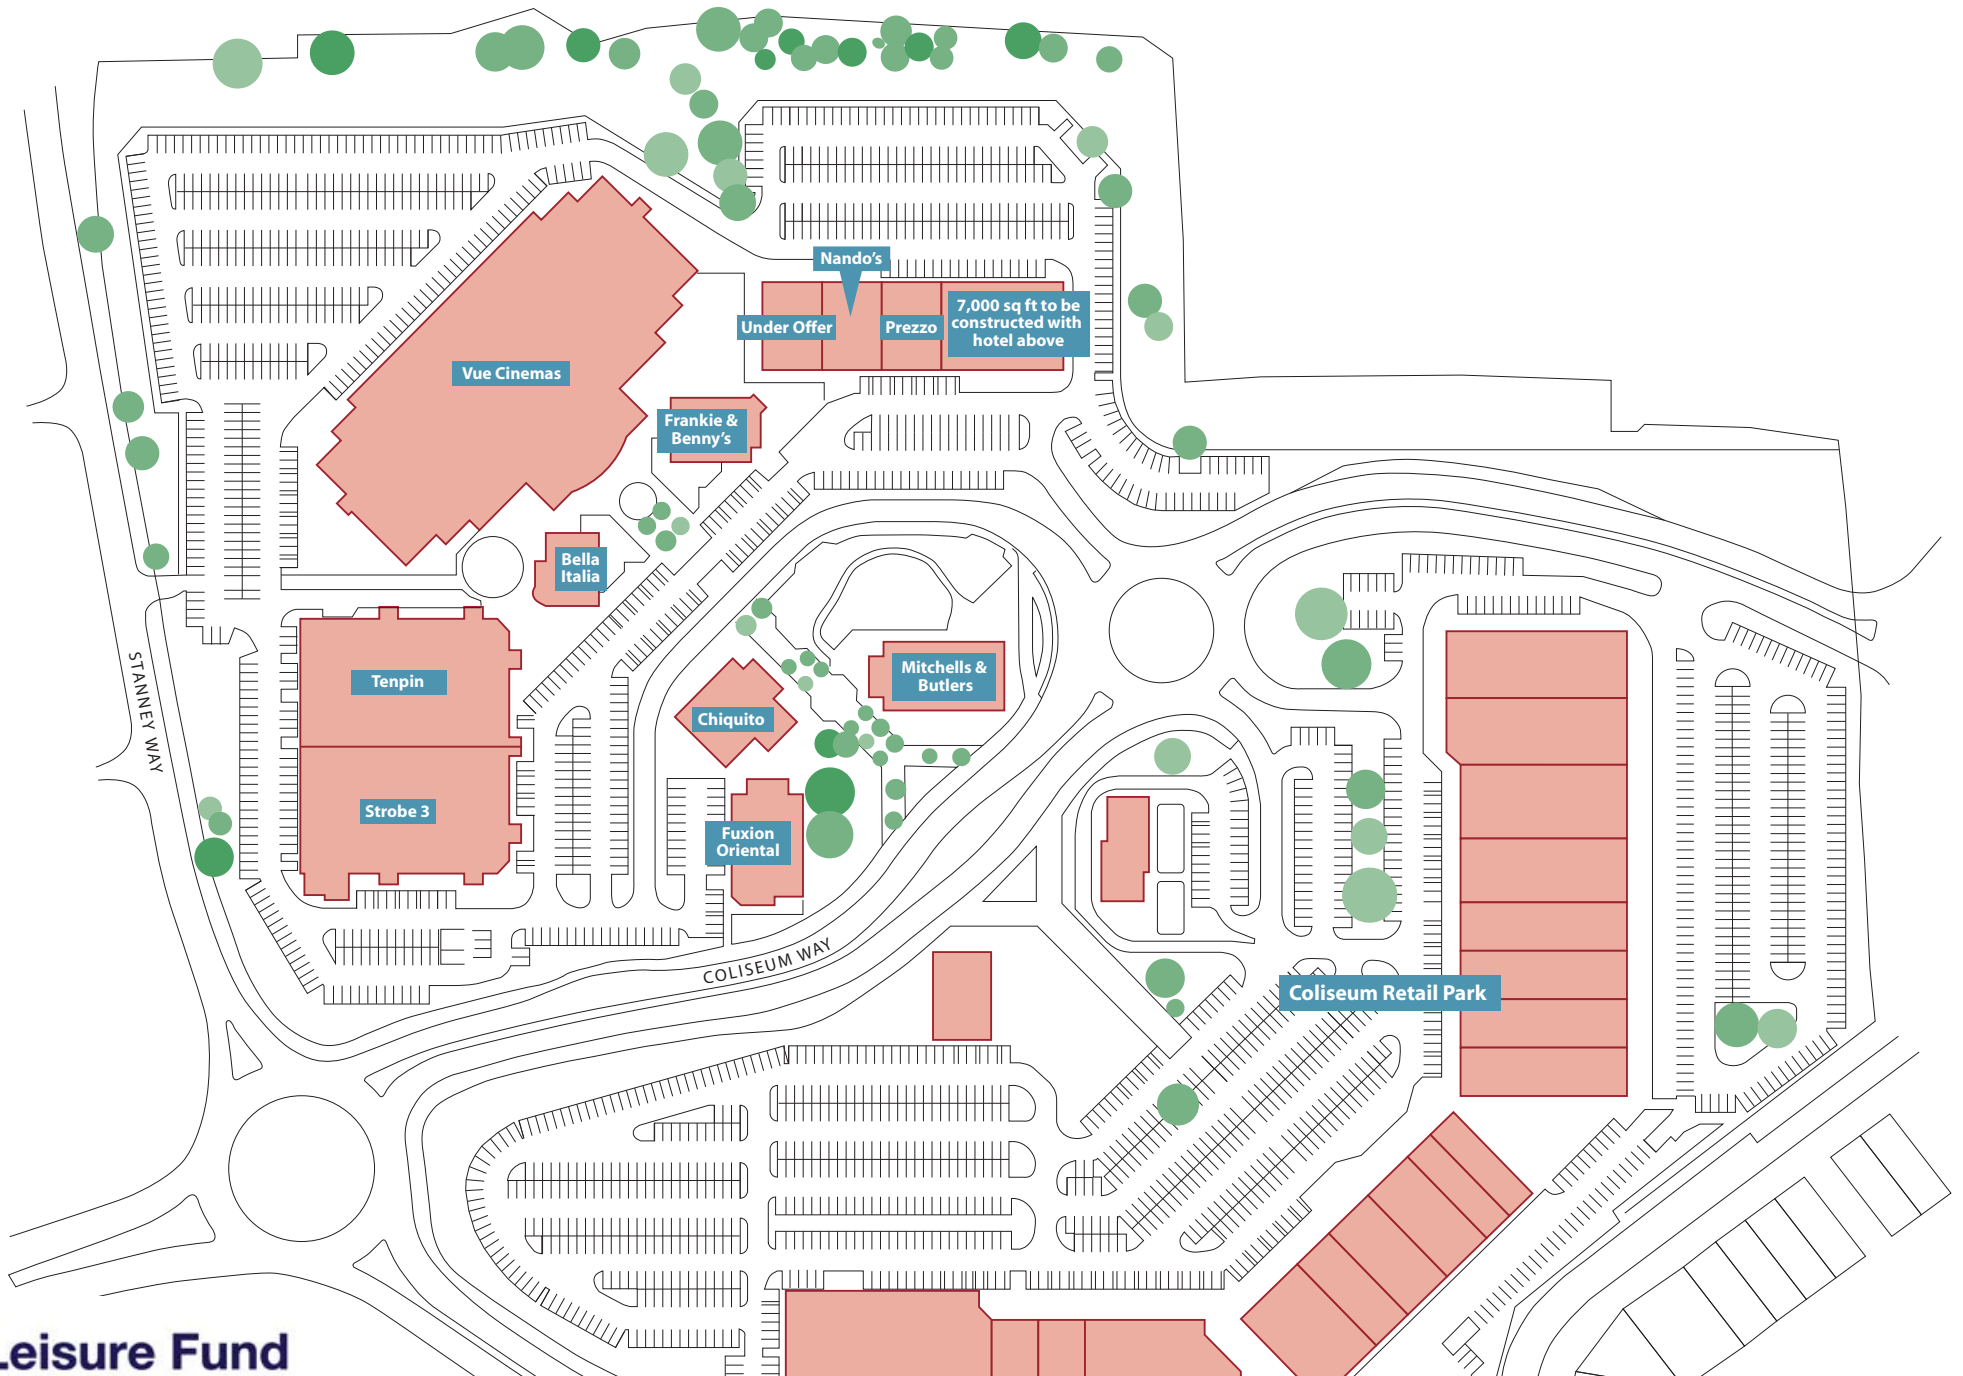 Nando's
Under Offer
Prezzo
7,000 sq ft to be
constructed with
hotel above
Vue Cinemas
Frankie &
Benny's
Bella
Italia
Tenpin
Mitchells &
Butlers
Chiquito
STANNEY WAY
Strobe 3
Fuxion
Oriental
COLISEUM WAY
Coliseum Retail Park
Leisure Fund